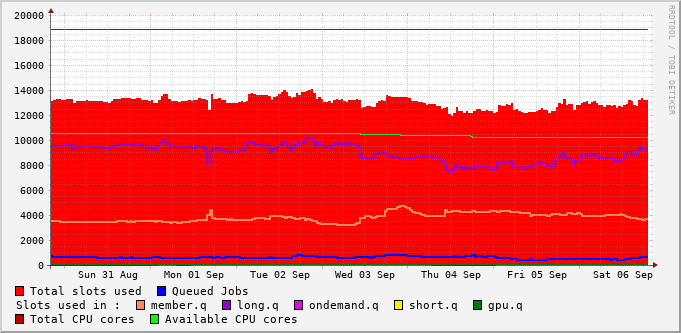 20000
18000
16000
14000
12000
10000
8000
6000
4000
2000
0
Sun 31 Aug Mon 01 Sep Tue 02 Sep Wed 03 Sep Thu 04 Sep Fri 05 Sep Sat 06 Sep
RRDTOOL / TOBI OETIKER
Total slots used Queued Jobs
Slots used in : member.q long.q ondemand.q short.q gpu.q
Total CPU cores Available CPU cores